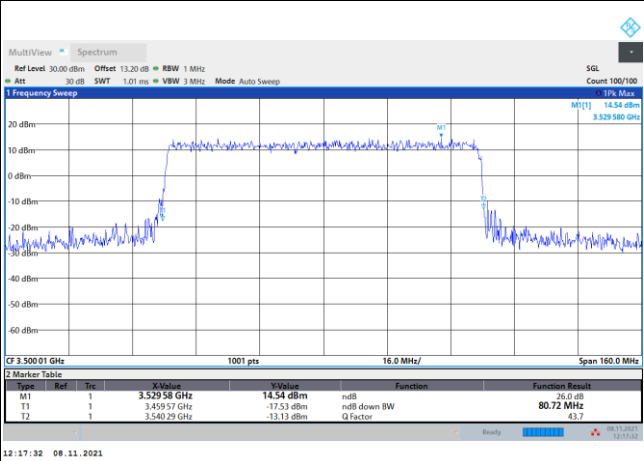 MultiView Spectrum
Ref Level 30.00 dBm Offset 13.20 dB RBW 1 MHz SGL
Att 30 dB SWT 1.01 ms VBW 3 MHz Mode Auto Sweep Count 100/100
1 Frequency Sweep 1Pk Max
M1[1] 14.54 dBm
3.529 580 GHz
M1
20 dBm
10 dBm
0 dBm
-10 dBm
-20 dBm
-30 dBm
-40 dBm
-50 dBm
-60 dBm
CF 3.500 01 GHz 1001 pts 16.0 MHz/ Span 160.0 MHz
2 Marker Table
Type Ref Trc X-Value Y-Value Function Function Result
M1 1 3.529 58 GHz 14.54 dBm ndB 26.0 dB
T1 1 3.459 57 GHz -17.53 dBm ndB down BW 80.72 MHz
T2 1 3.540 29 GHz -13.13 dBm Q Factor 43.7
Ready 08.11.2021
12:17:32
12:17:32 08.11.2021